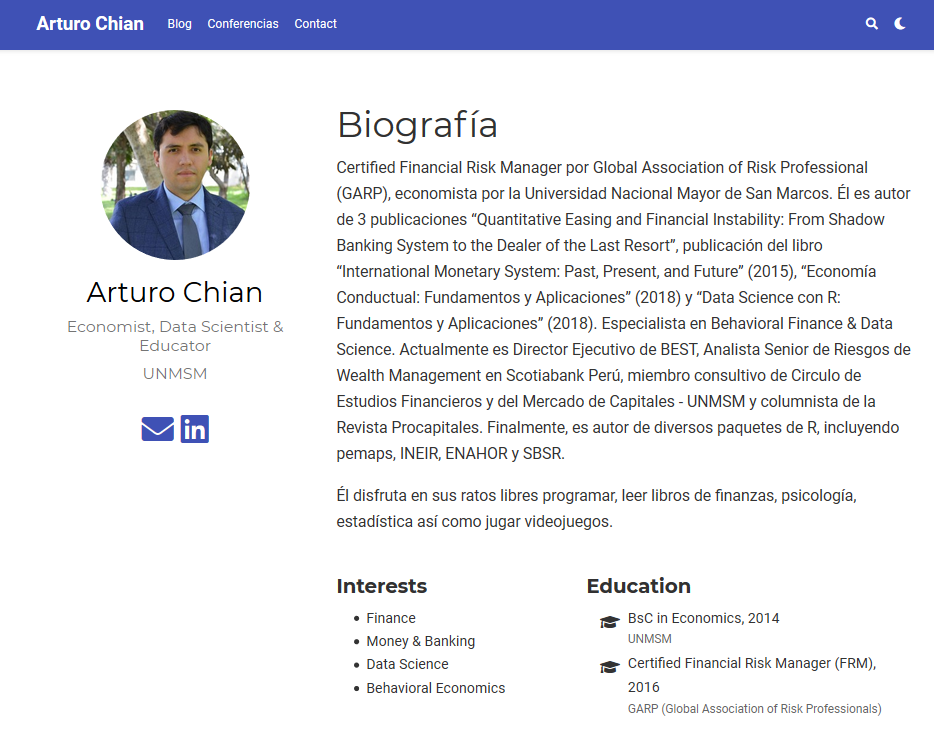 Arturo Chian Blog Conferencias Contact
Arturo Chian
Economist, Data Scientist &
Educator
UNMSM
Biografía
Certified Financial Risk Manager por Global Association of Risk Professional
(GARP), economista por la Universidad Nacional Mayor de San Marcos. Él es autor
de 3 publicaciones “Quantitative Easing and Financial Instability: From Shadow
Banking System to the Dealer of the Last Resort”, publicación del libro
“International Monetary System: Past, Present, and Future” (2015), “Economía
Conductual: Fundamentos y Aplicaciones” (2018) y “Data Science con R:
Fundamentos y Aplicaciones” (2018). Especialista en Behavioral Finance & Data
Science. Actualmente es Director Ejecutivo de BEST, Analista Senior de Riesgos de
Wealth Management en Scotiabank Perú, miembro consultivo de Circulo de
Estudios Financieros y del Mercado de Capitales - UNMSM y columnista de la
Revista Procapitales. Finalmente, es autor de diversos paquetes de R, incluyendo
pemaps, INEIR, ENAHOR y SBSR.
Él disfruta en sus ratos libres programar, leer libros de finanzas, psicología,
estadística así como jugar videojuegos.
Interests
Finance
Money & Banking
Data Science
Behavioral Economics
Education
BsC in Economics, 2014
UNMSM
Certified Financial Risk Manager (FRM),
2016
GARP (Global Association of Risk Professionals)